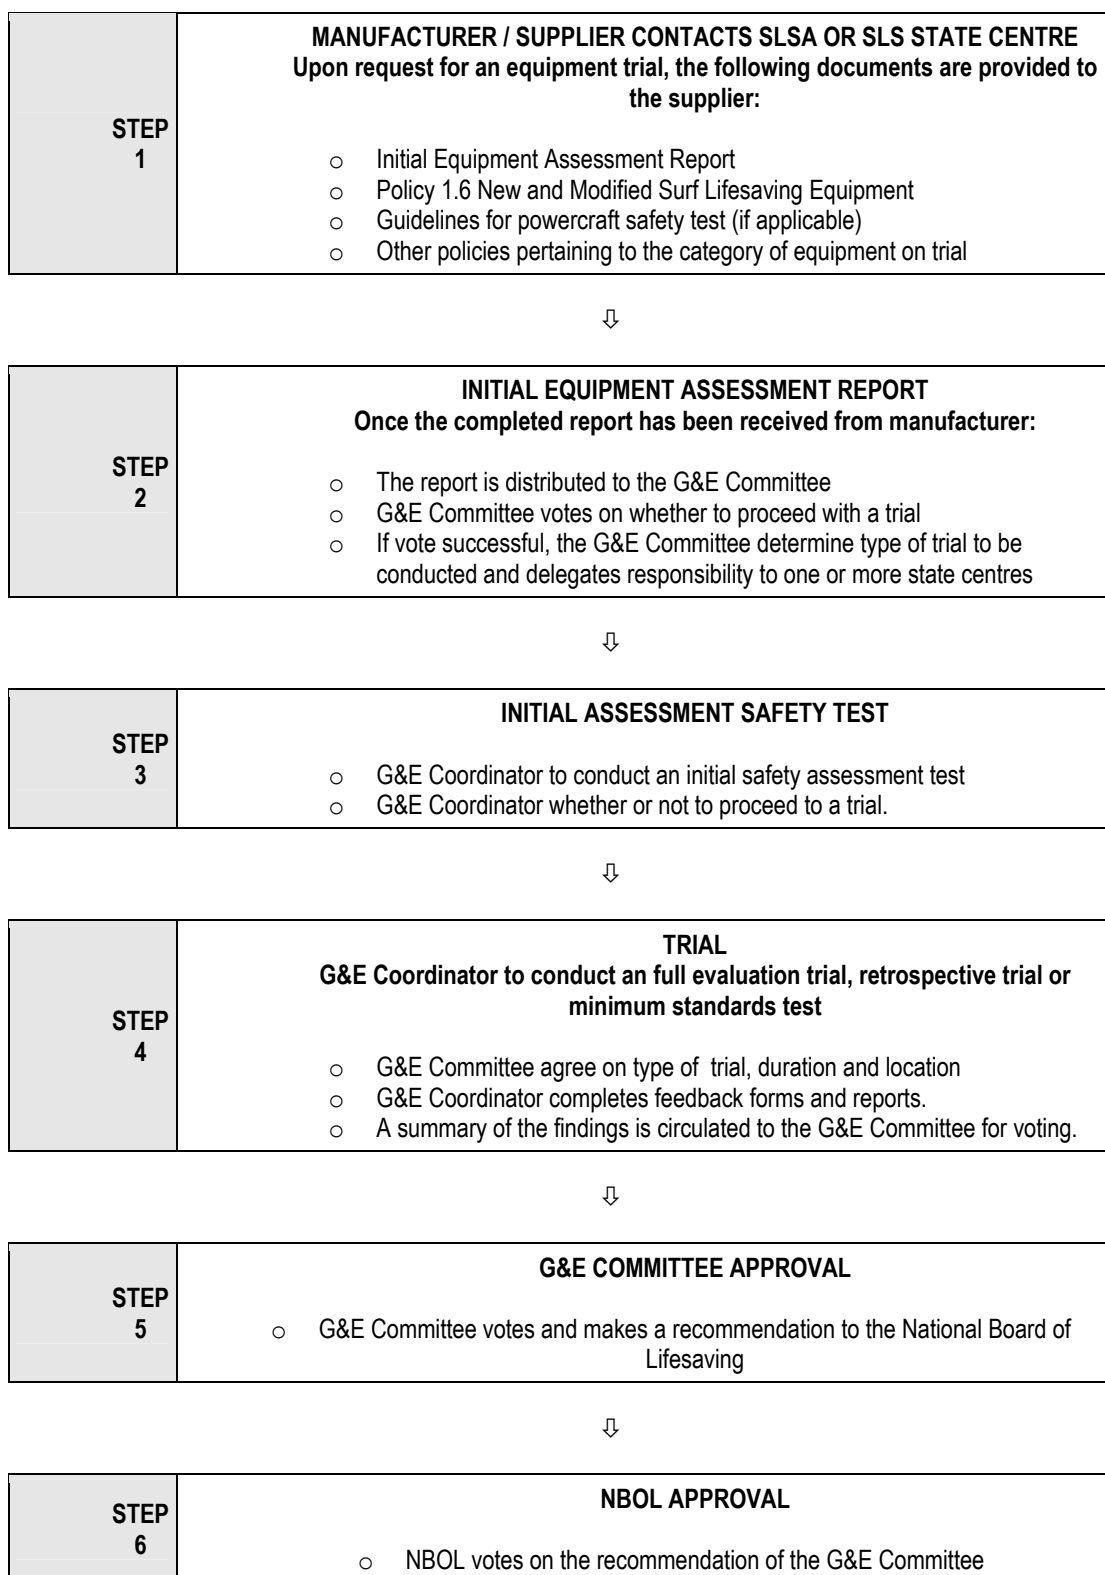 MANUFACTURER / SUPPLIER CONTACTS SLSA OR SLS STATE CENTRE
Upon request for an equipment trial, the following documents are provided to
the supplier:
STEP
1
o Initial Equipment Assessment Report
o Policy 1.6 New and Modified Surf Lifesaving Equipment
o Guidelines for powercraft safety test (if applicable)
o Other policies pertaining to the category of equipment on trial
⇩
INITIAL EQUIPMENT ASSESSMENT REPORT
Once the completed report has been received from manufacturer:
STEP
2
o The report is distributed to the G&E Committee
o G&E Committee votes on whether to proceed with a trial
o If vote successful, the G&E Committee determine type of trial to be
conducted and delegates responsibility to one or more state centres
⇩
INITIAL ASSESSMENT SAFETY TEST
STEP
3
o G&E Coordinator to conduct an initial safety assessment test
o G&E Coordinator whether or not to proceed to a trial.
⇩
TRIAL
G&E Coordinator to conduct an full evaluation trial, retrospective trial or
minimum standards test
STEP
4
o G&E Committee agree on type of  trial, duration and location
o G&E Coordinator completes feedback forms and reports.
o A summary of the findings is circulated to the G&E Committee for voting.
⇩
G&E COMMITTEE APPROVAL
STEP
5
o G&E Committee votes and makes a recommendation to the National Board of
Lifesaving
⇩
NBOL APPROVAL
STEP
6
o NBOL votes on the recommendation of the G&E Committee